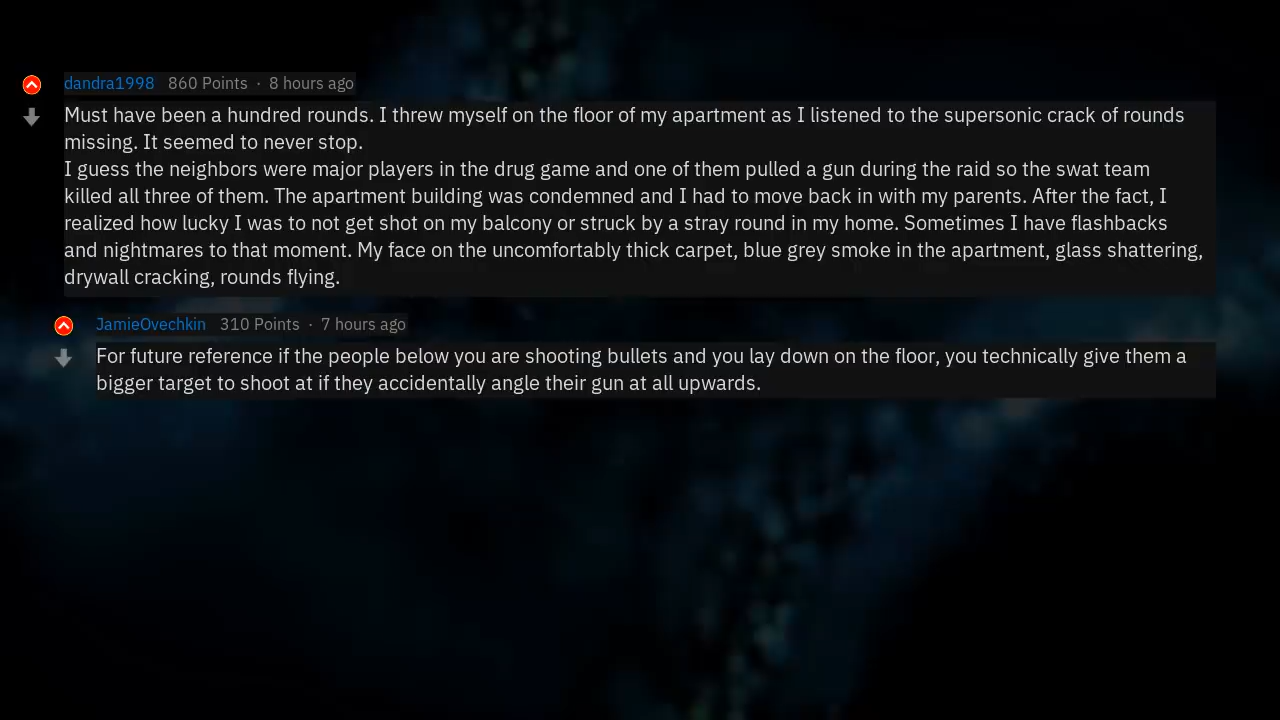 dandra1998 860 Points · 8 hours ago
Must have been a hundred rounds. I threw myself on the floor of my apartment as I listened to the supersonic crack of rounds
missing. It seemed to never stop.
I guess the neighbors were major players in the drug game and one of them pulled a gun during the raid so the swat team
killed all three of them. The apartment building was condemned and I had to move back in with my parents. After the fact, I
realized how lucky I was to not get shot on my balcony or struck by a stray round in my home. Sometimes I have flashbacks
and nightmares to that moment. My face on the uncomfortably thick carpet, blue grey smoke in the apartment, glass shattering,
drywall cracking, rounds flying.
JamieOvechkin 310 Points · 7 hours ago
For future reference if the people below you are shooting bullets and you lay down on the floor, you technically give them a
bigger target to shoot at if they accidentally angle their gun at all upwards.